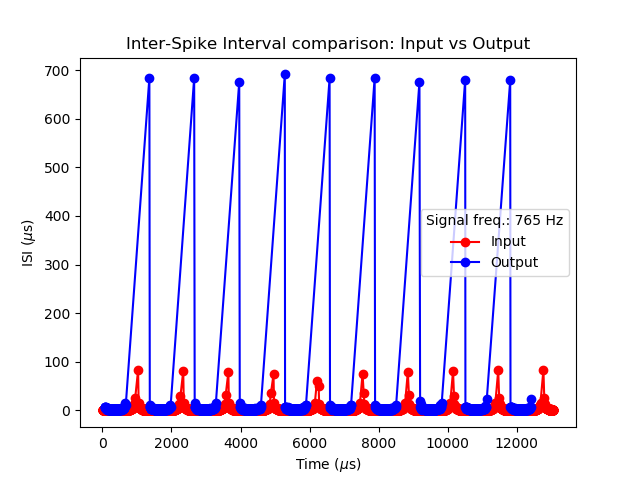 Inter-Spike Interval comparison: Input vs Output
700
600
500
400
300
200
100
0
ISI (μs)
Signal freq.: 765 Hz
Input
Output
0 2000 4000 6000 8000 10000 12000
Time (μs)